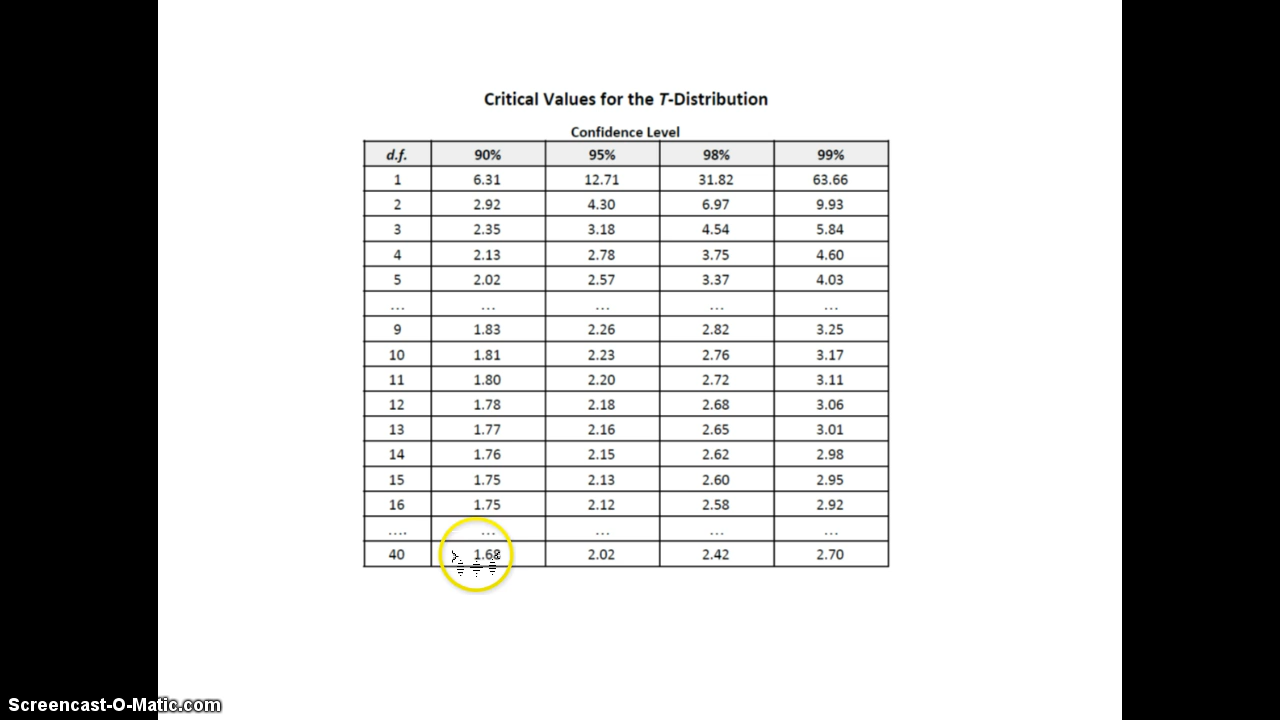 Critical Values for the T-Distribution
Confidence Level
d.f. 90% 95% 98% 99%
1 6.31 12.71 31.82 63.66
2 2.92 4.30 6.97 9.93
3 2.35 3.18 4.54 5.84
4 2.13 2.78 3.75 4.60
5 2.02 2.57 3.37 4.03
... ... ... ... ...
9 1.83 2.26 2.82 3.25
10 1.81 2.23 2.76 3.17
11 1.80 2.20 2.72 3.11
12 1.78 2.18 2.68 3.06
13 1.77 2.16 2.65 3.01
14 1.76 2.15 2.62 2.98
15 1.75 2.13 2.60 2.95
16 1.75 2.12 2.58 2.92
.... ... ... ... ...
40 1.68 2.02 2.42 2.70
Screencast-O-Matic.com